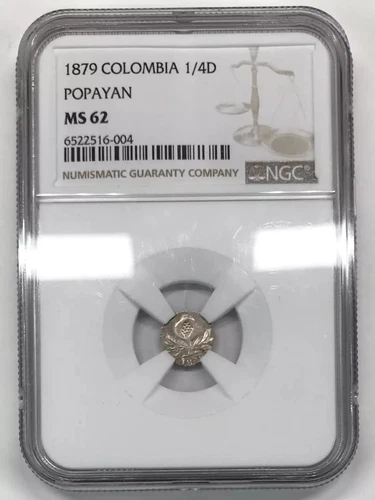 1879 COLOMBIA 1/4D
POPAYAN
MS 62
6522516-004
NUMISMATIC GUARANTY COMPANY
NGC